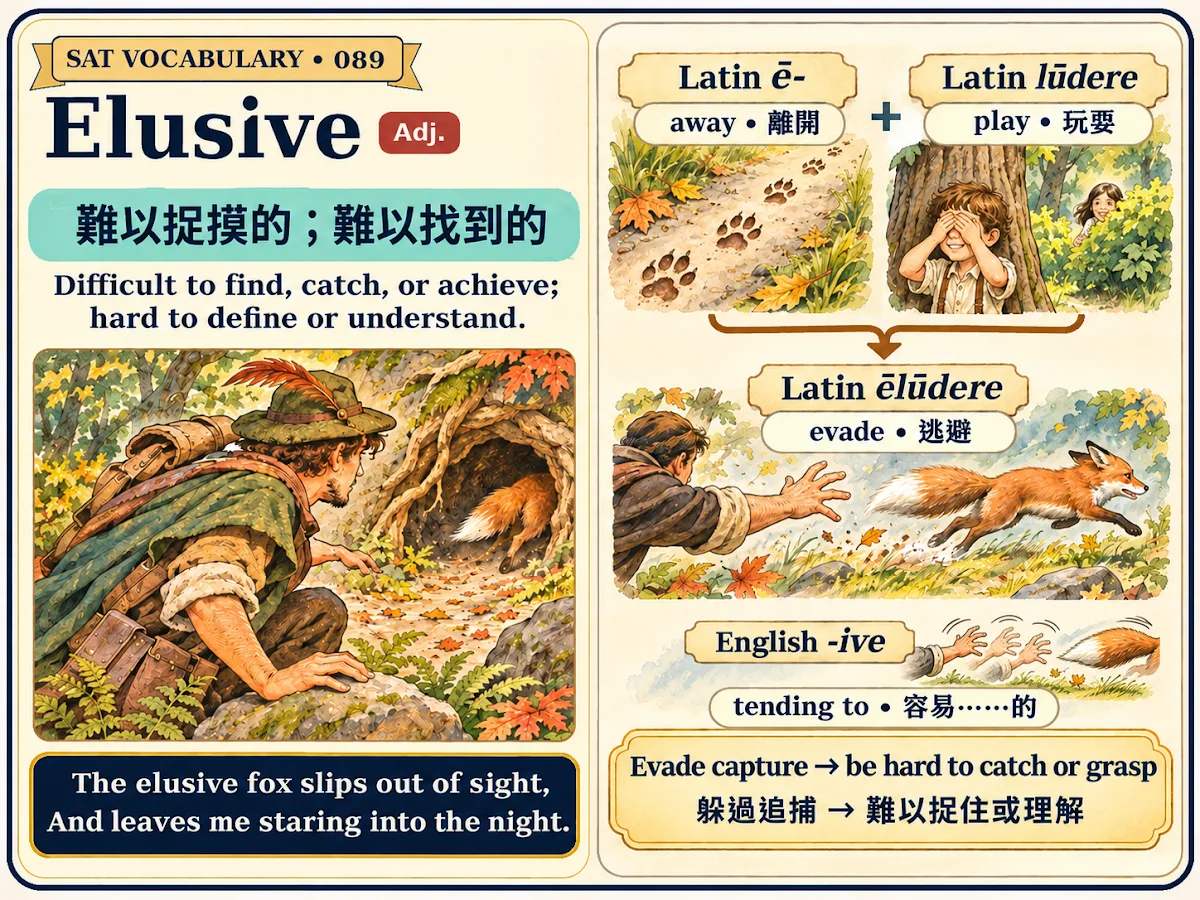 SAT VOCABULARY • 089
Elusive Adj.
難以捉摸的；難以找到的
Difficult to find, catch, or achieve;
hard to define or understand.
The elusive fox slips out of sight,
And leaves me staring into the night.
Latin ē-
away • 離開
+
Latin lūdere
play • 玩耍
Latin ēlūdere
evade • 逃避
English -ive
tending to • 容易……的
Evade capture → be hard to catch or grasp
躲過追捕 → 難以捉住或理解